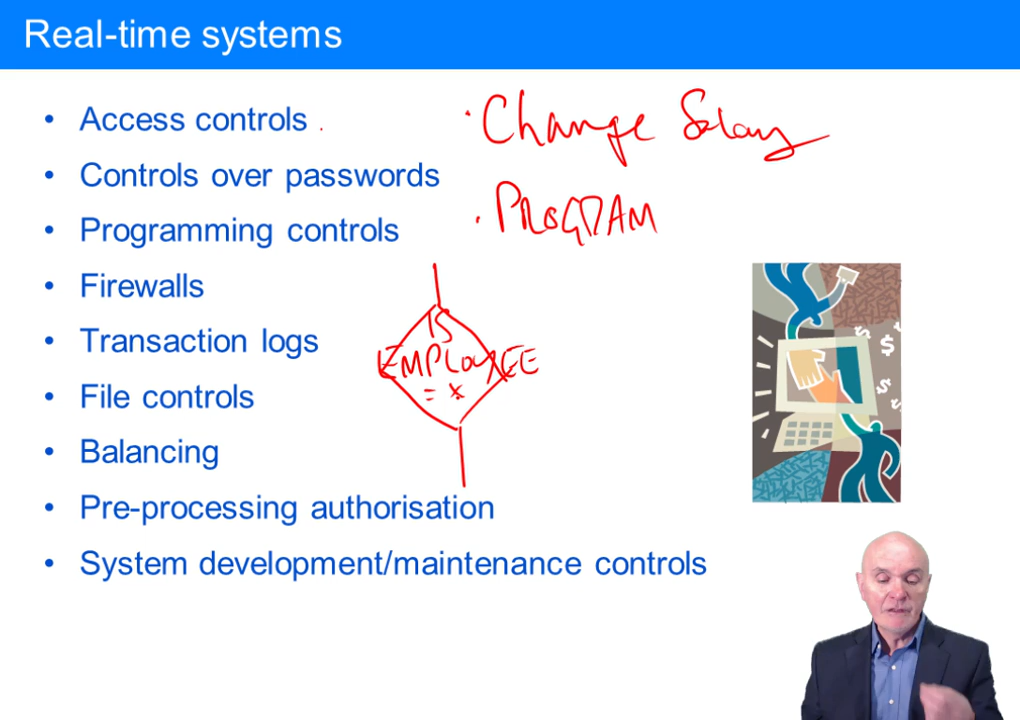 Real-time systems
• Access controls
• Change Salary
• Controls over passwords
• PROGRAM
• Programming controls
• Firewalls
• Transaction logs
IS
EMPLOYEE
= x
• File controls
• Balancing
• Pre-processing authorisation
• System development/maintenance controls
$